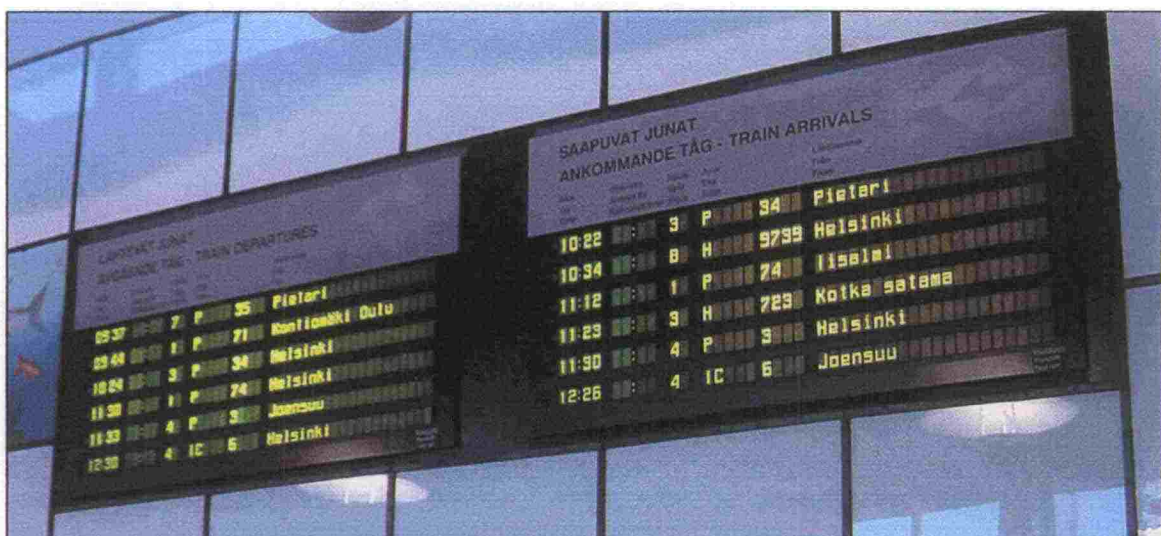 LÄHTEVÄT JUNAT
AVGÅENDE TÅG - TRAIN DEPARTURES
09:37 7 P 35 Pietari
09:44 1 P 71 Kontiomäki Oulu
10:24 3 P 34 Helsinki
11:30 1 P 74 Helsinki
11:33 4 P 3 Joensuu
12:30 4 IC 6 Helsinki
SAAPUVAT JUNAT
ANKOMMANDE TÅG - TRAIN ARRIVALS
10:22 3 P 34 Pietari
10:34 8 H 9739 Helsinki
11:12 1 P 74 Iisalmi
11:23 3 H 723 Kotka satama
11:30 4 P 3 Helsinki
12:26 4 IC 6 Joensuu